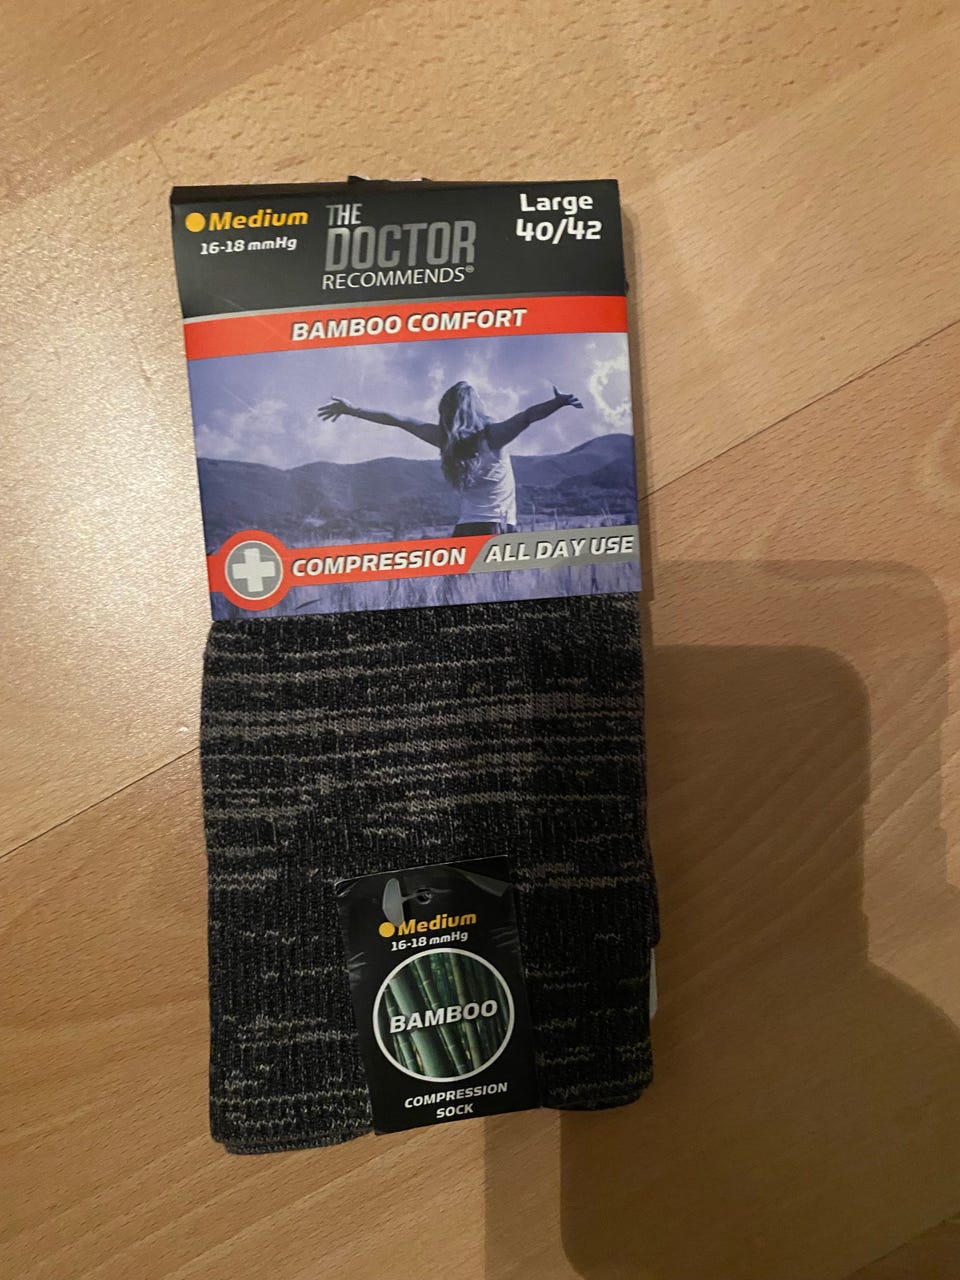 Medium
16-18 mmHg
THE
DOCTOR
RECOMMENDS®
Large
40/42
BAMBOO COMFORT
COMPRESSION
ALL DAY USE
Medium
16-18 mmHg
BAMBOO
COMPRESSION
SOCK